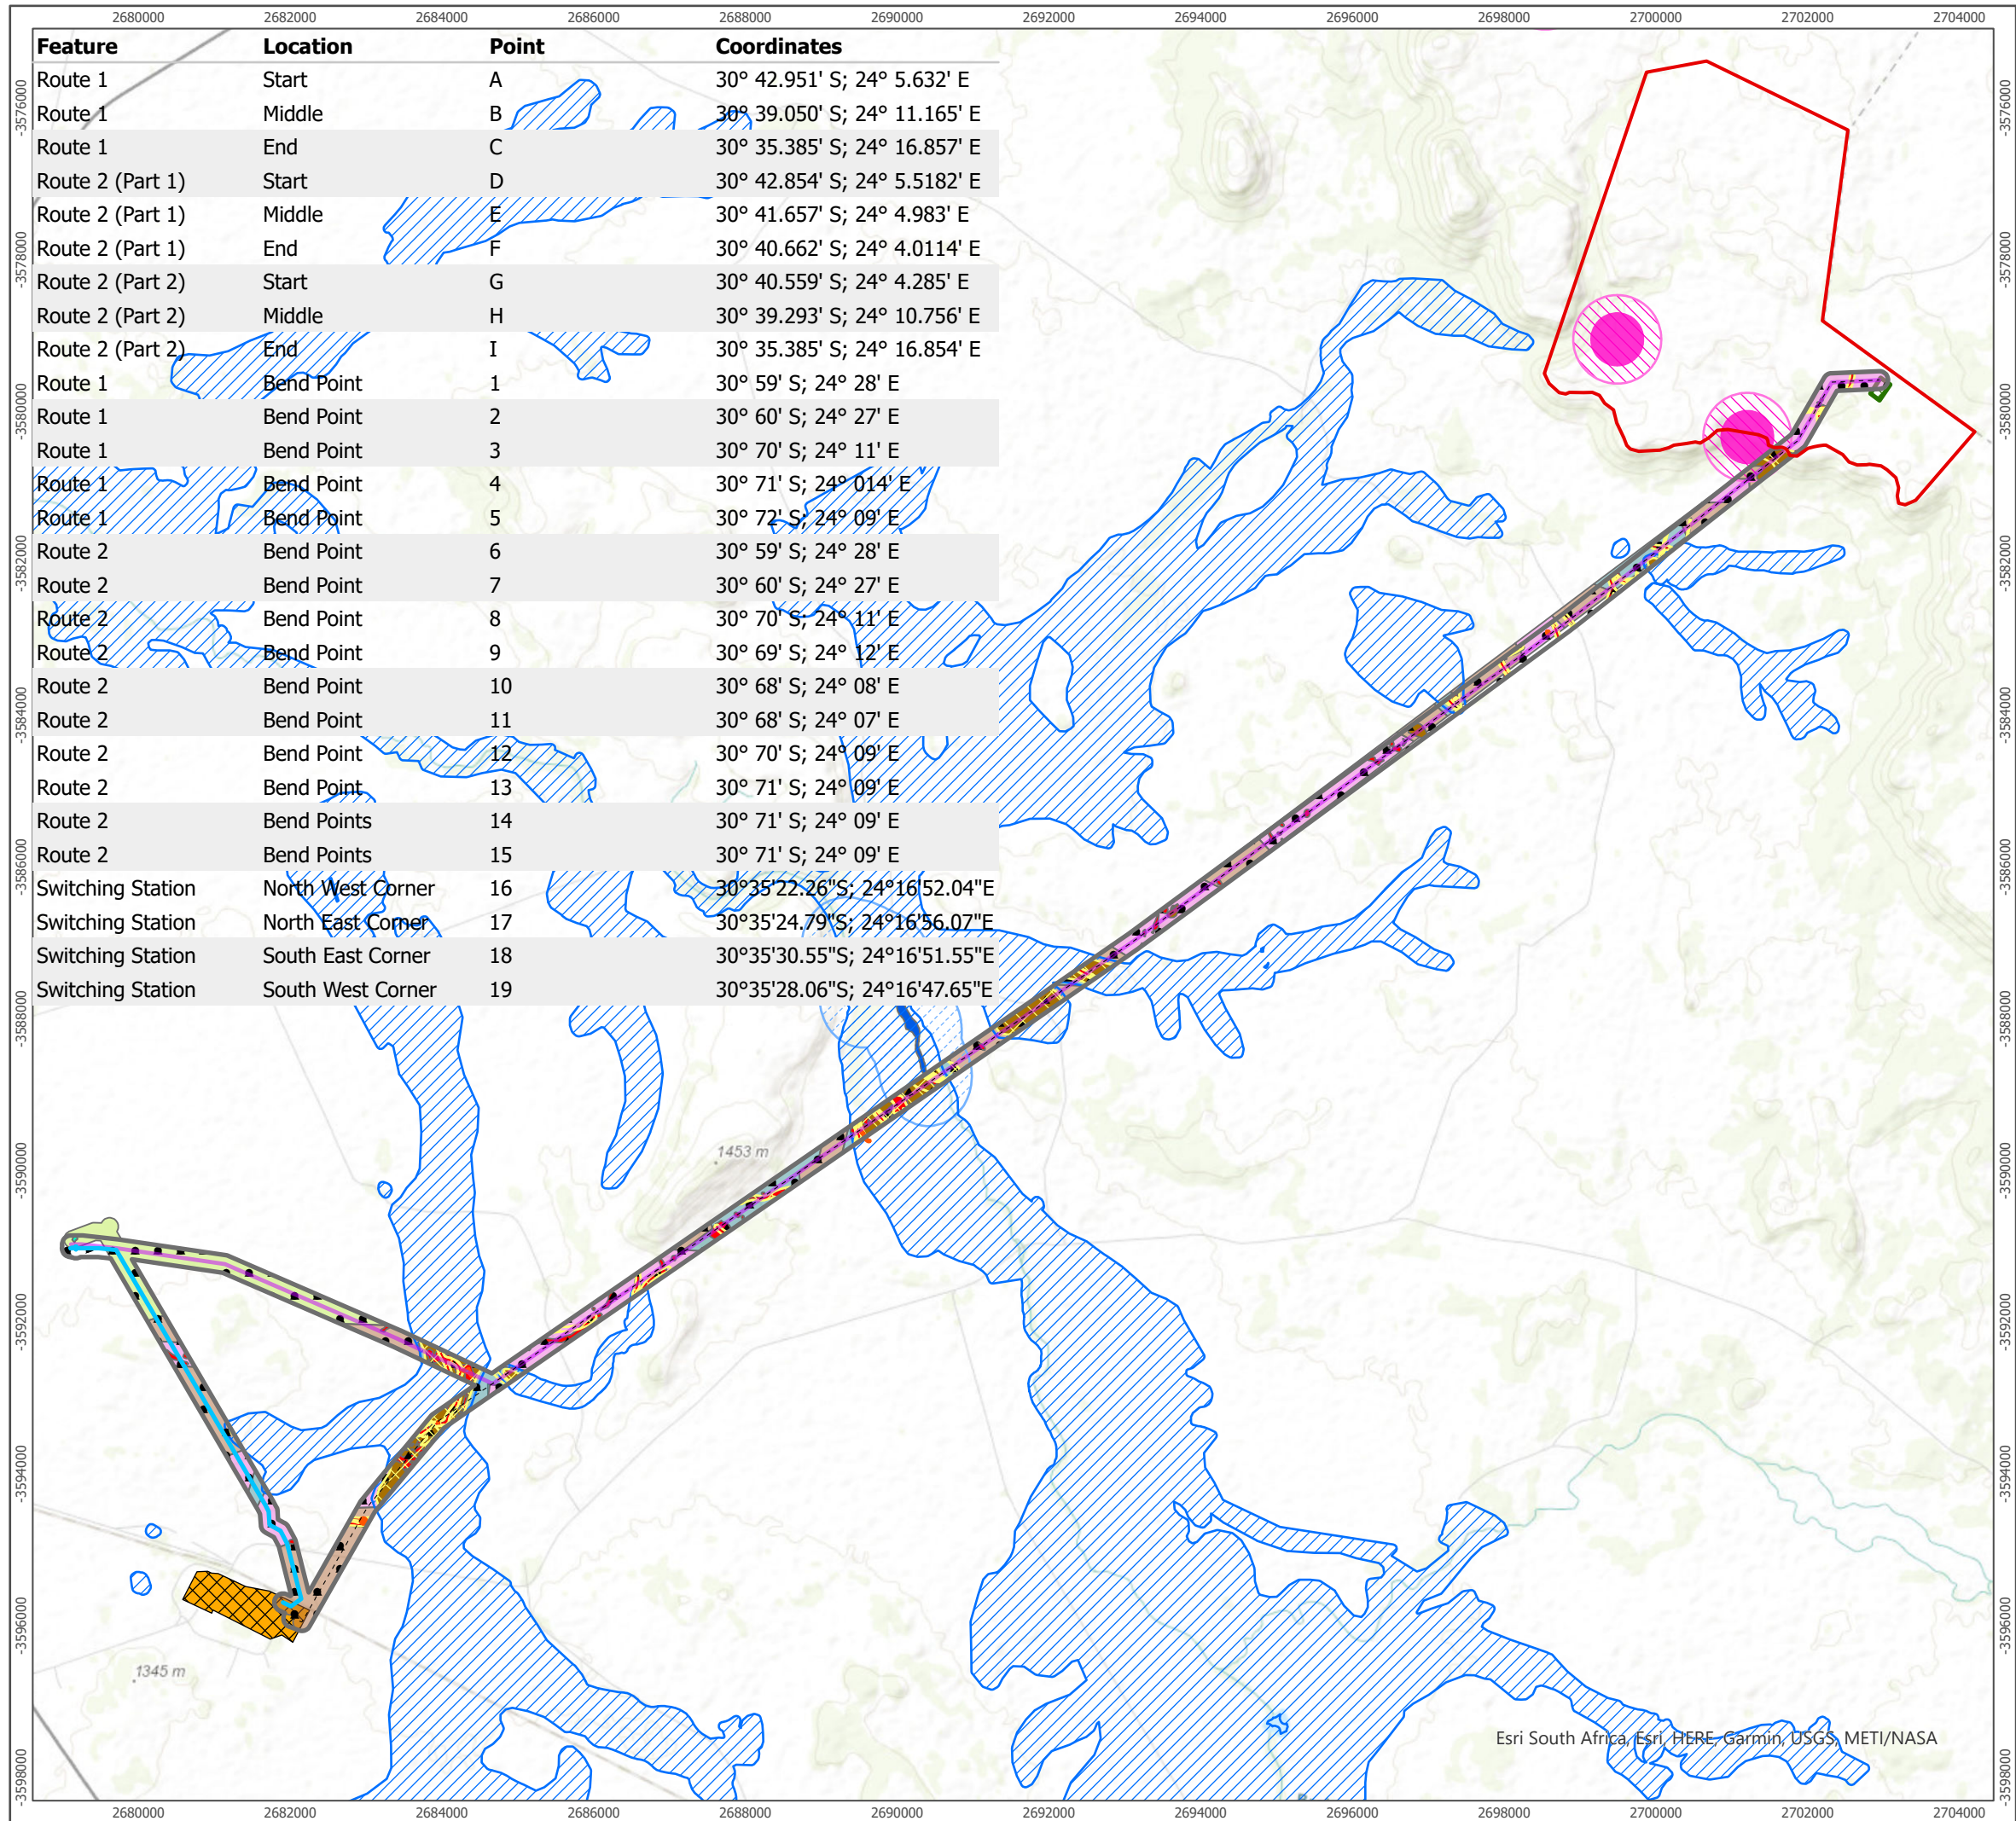 2680000 2682000 2684000 2686000 2688000 2690000 2692000 2694000 2696000 2698000 2700000 2702000 2704000
Feature Location Point Coordinates
Route 1 Start A 30° 42.951' S; 24° 5.632' E
Route 1 Middle B 30° 39.050' S; 24° 11.165' E
Route 1 End C 30° 35.385' S; 24° 16.857' E
Route 2 (Part 1) Start D 30° 42.854' S; 24° 5.5182' E
Route 2 (Part 1) Middle E 30° 41.657' S; 24° 4.983' E
Route 2 (Part 1) End F 30° 40.662' S; 24° 4.0114' E
Route 2 (Part 2) Start G 30° 40.559' S; 24° 4.285' E
Route 2 (Part 2) Middle H 30° 39.293' S; 24° 10.756' E
Route 2 (Part 2) End I 30° 35.385' S; 24° 16.854' E
Route 1 Bend Point 1 30° 59' S; 24° 28' E
Route 1 Bend Point 2 30° 60' S; 24° 27' E
Route 1 Bend Point 3 30° 70' S; 24° 11' E
Route 1 Bend Point 4 30° 71' S; 24° 014' E
Route 1 Bend Point 5 30° 72' S; 24° 09' E
Route 2 Bend Point 6 30° 59' S; 24° 28' E
Route 2 Bend Point 7 30° 60' S; 24° 27' E
Route 2 Bend Point 8 30° 70' S; 24° 11' E
Route 2 Bend Point 9 30° 69' S; 24° 12' E
Route 2 Bend Point 10 30° 68' S; 24° 08' E
Route 2 Bend Point 11 30° 68' S; 24° 07' E
Route 2 Bend Point 12 30° 70' S; 24° 09' E
Route 2 Bend Point 13 30° 71' S; 24° 09' E
Route 2 Bend Points 14 30° 71' S; 24° 09' E
Route 2 Bend Points 15 30° 71' S; 24° 09' E
Switching Station North West Corner 16 30°35'22.26"S; 24°16'52.04"E
Switching Station North East Corner 17 30°35'24.79"S; 24°16'56.07"E
Switching Station South East Corner 18 30°35'30.55"S; 24°16'51.55"E
Switching Station South West Corner 19 30°35'28.06"S; 24°16'47.65"E
-3576000
-3578000
-3580000
-3582000
-3584000
-3586000
-3588000
-3590000
-3592000
-3594000
-3596000
-3598000
1453 m
1345 m
-3576000
-3578000
-3580000
-3582000
-3584000
-3586000
-3588000
-3590000
-3592000
-3594000
-3596000
-3598000
Esri South Africa, Esri, HERE, Garmin, USGS, METI/NASA
2680000 2682000 2684000 2686000 2688000 2690000 2692000 2694000 2696000 2698000 2700000 2702000 2704000